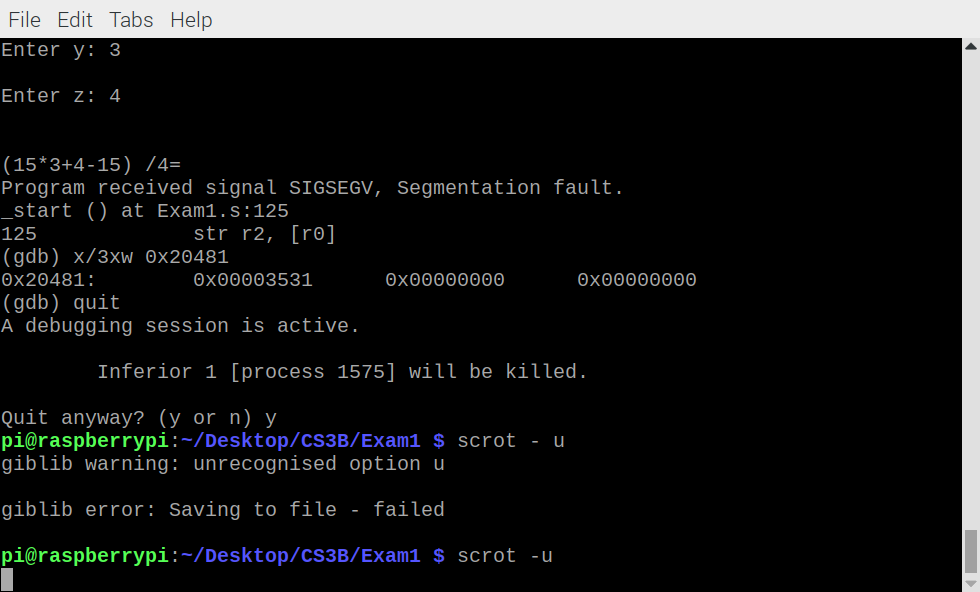 File Edit Tabs Help
Enter y: 3
Enter z: 4
(15*3+4-15) /4=
Program received signal SIGSEGV, Segmentation fault.
_start () at Exam1.s:125
125             str r2, [r0]
(gdb) x/3xw 0x20481
0x20481:        0x00003531      0x00000000      0x00000000
(gdb) quit
A debugging session is active.
        Inferior 1 [process 1575] will be killed.
Quit anyway? (y or n) y
pi@raspberrypi:~/Desktop/CS3B/Exam1 $ scrot - u
giblib warning: unrecognised option u
giblib error: Saving to file - failed
pi@raspberrypi:~/Desktop/CS3B/Exam1 $ scrot -u